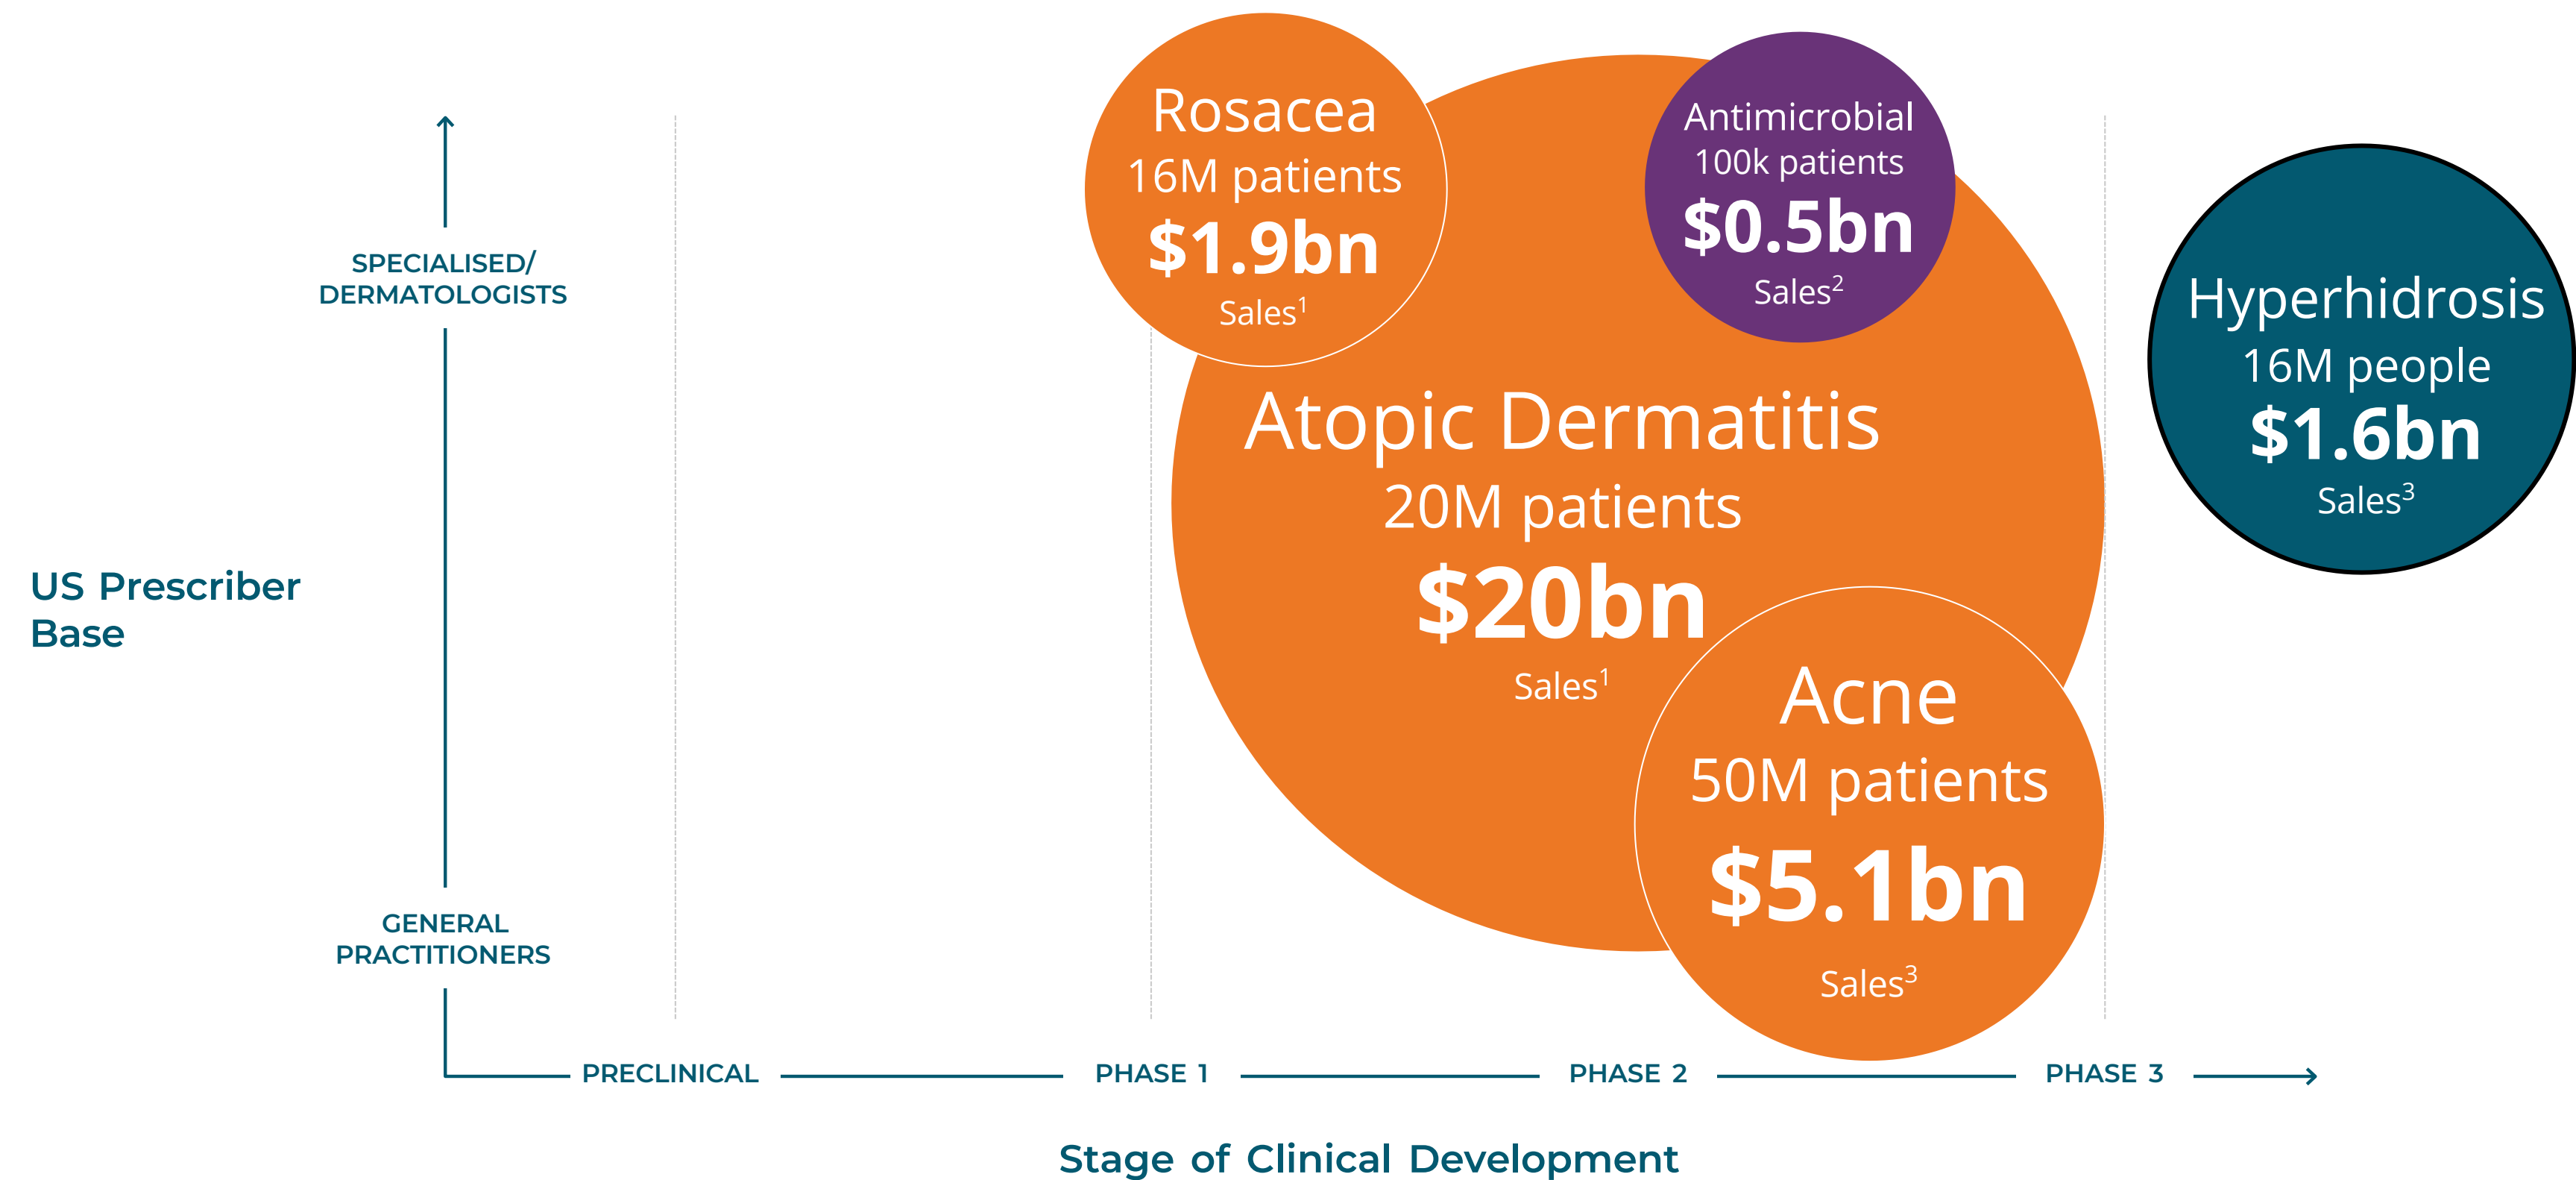 Rosacea
16M patients
$1.9bn
Sales1
Antimicrobial
100k patients
$0.5bn
Sales2
Hyperhidrosis
16M people
$1.6bn
Sales3
Atopic Dermatitis
20M patients
$20bn
Sales1
Acne
50M patients
$5.1bn
Sales3
SPECIALISED/
DERMATOLOGISTS
US Prescriber
Base
GENERAL
PRACTITIONERS
PRECLINICAL
PHASE 1
PHASE 2
PHASE 3
Stage of Clinical Development